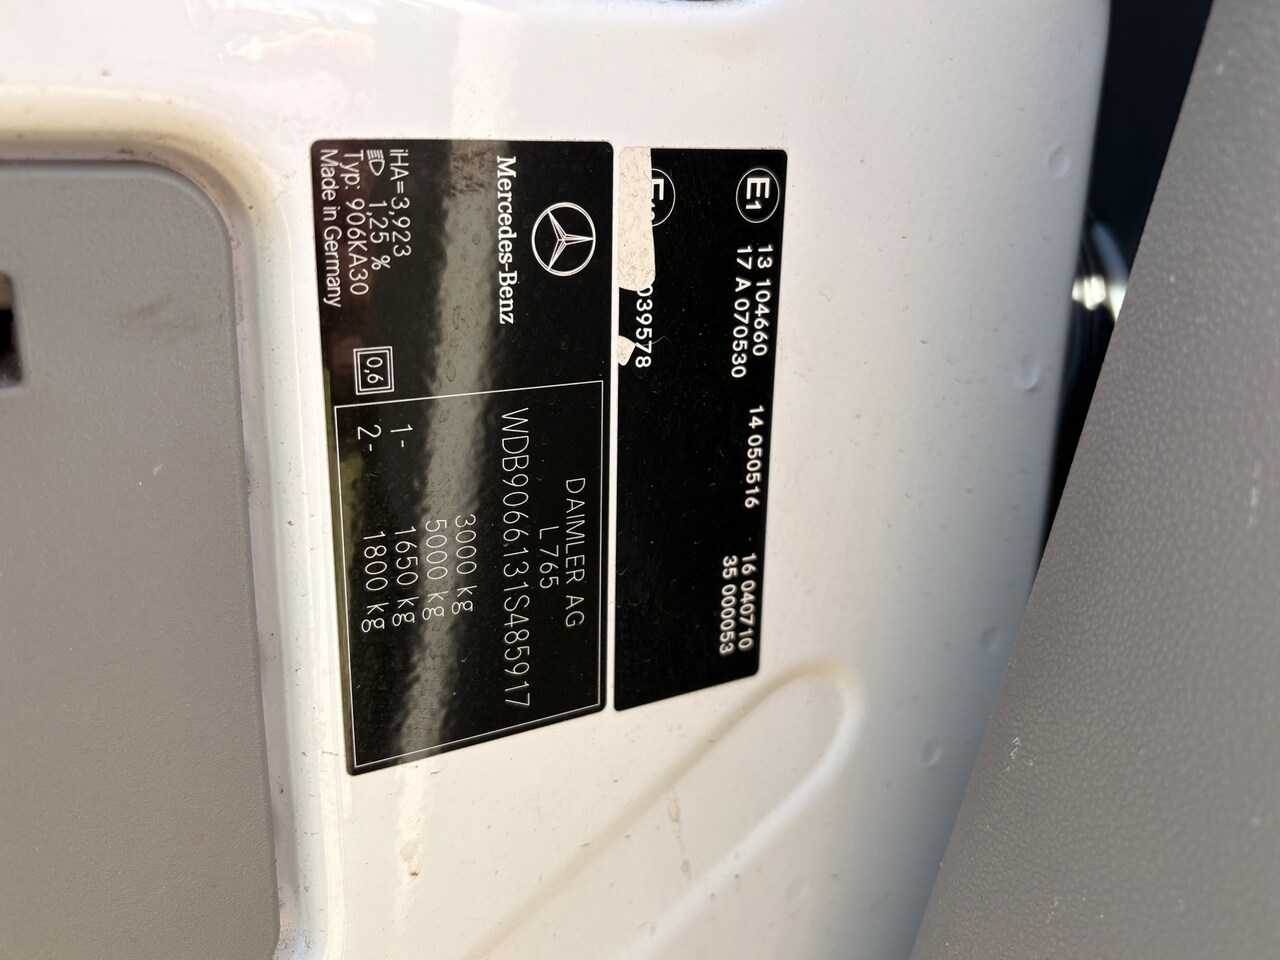 E1
13 104660 14 050516 16 040710
17 A 070530 35 000053
039578
Mercedes-Benz
DAIMLER AG
L 765
WDB9066131S485917
3000 kg
5000 kg
1- 1650 kg
2- 1800 kg
iHA=3,923
1,25 %
Typ: 906KA30
Made in Germany
0,6